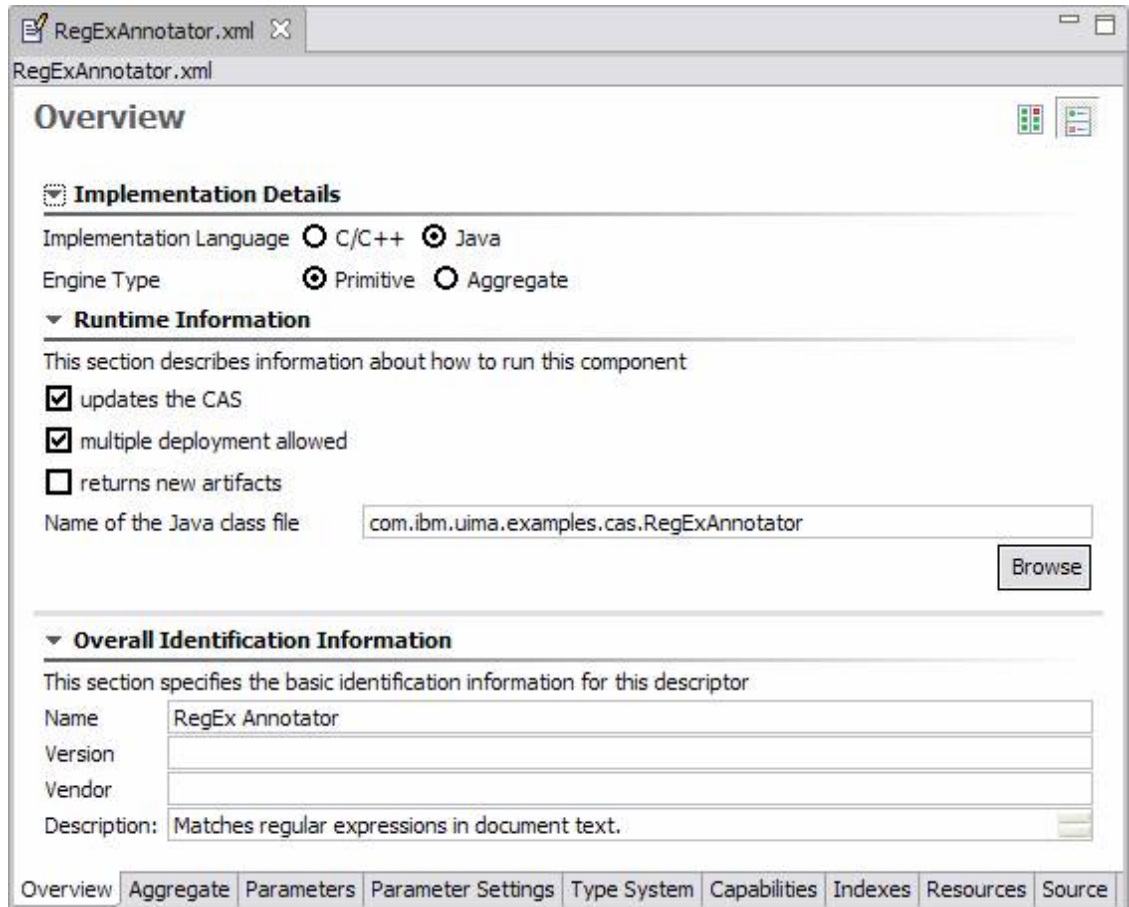 RegExAnnotator.xml
RegExAnnotator.xml
Overview
Implementation Details
Implementation Language C/C++ Java
Engine Type Primitive Aggregate
Runtime Information
This section describes information about how to run this component
updates the CAS
multiple deployment allowed
returns new artifacts
Name of the Java class file com.ibm.uima.examples.cas.RegExAnnotator
Browse
Overall Identification Information
This section specifies the basic identification information for this descriptor
Name RegEx Annotator
Version
Vendor
Description: Matches regular expressions in document text.
Overview Aggregate Parameters Parameter Settings Type System Capabilities Indexes Resources Source